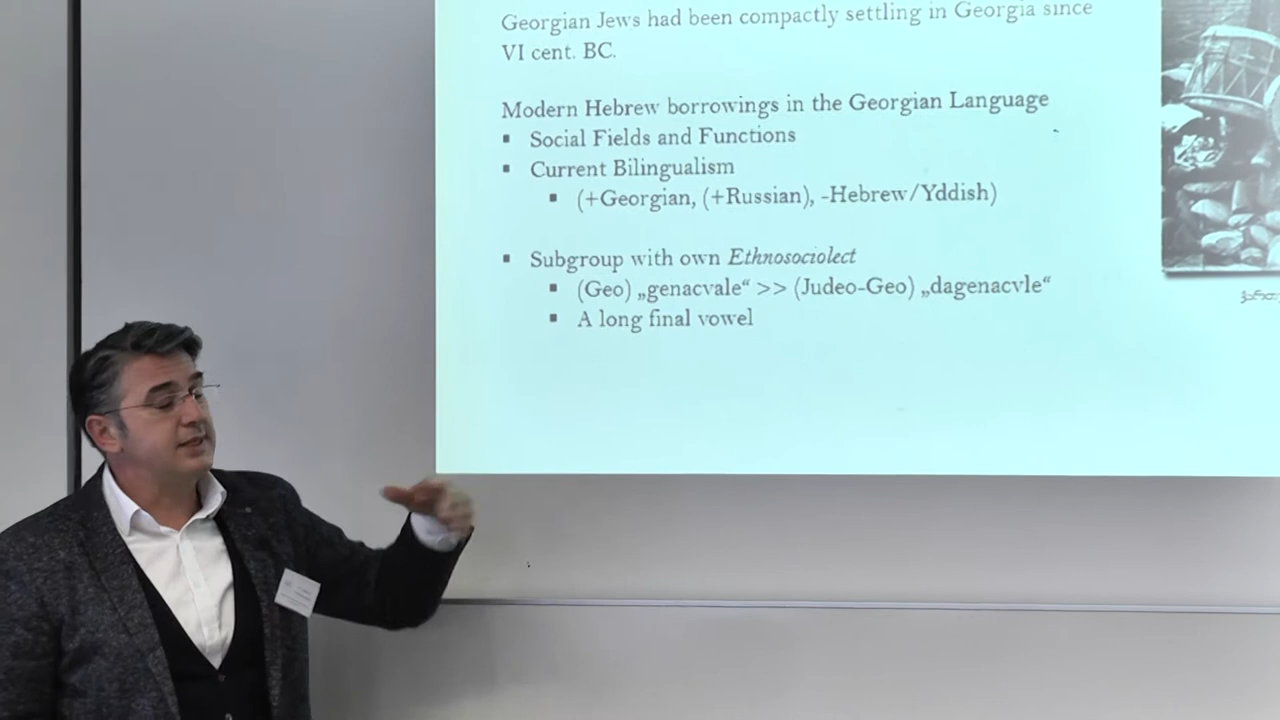 Georgian Jews had been compactly settling in Georgia since
VI cent. BC.
Modern Hebrew borrowings in the Georgian Language
▪ Social Fields and Functions
▪ Current Bilingualism
▪ (+Georgian, (+Russian), -Hebrew/Yddish)
▪ Subgroup with own Ethnosociolect
▪ (Geo) „genacvale“ >> (Judeo-Geo) „dagenacvle“
▪ A long final vowel